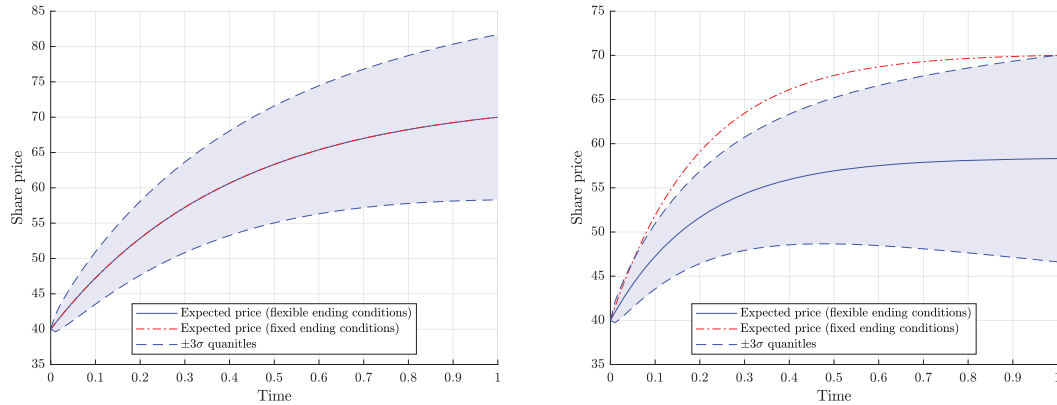 85
80
75
70
65
60
55
50
45
40
35
Share price
Expected price (flexible ending conditions)
Expected price (fixed ending conditions)
±3σ quanitles
0 0.1 0.2 0.3 0.4 0.5 0.6 0.7 0.8 0.9 1
Time
75
70
65
60
55
50
45
40
35
Share price
Expected price (flexible ending conditions)
Expected price (fixed ending conditions)
±3σ quanitles
0 0.1 0.2 0.3 0.4 0.5 0.6 0.7 0.8 0.9 1
Time